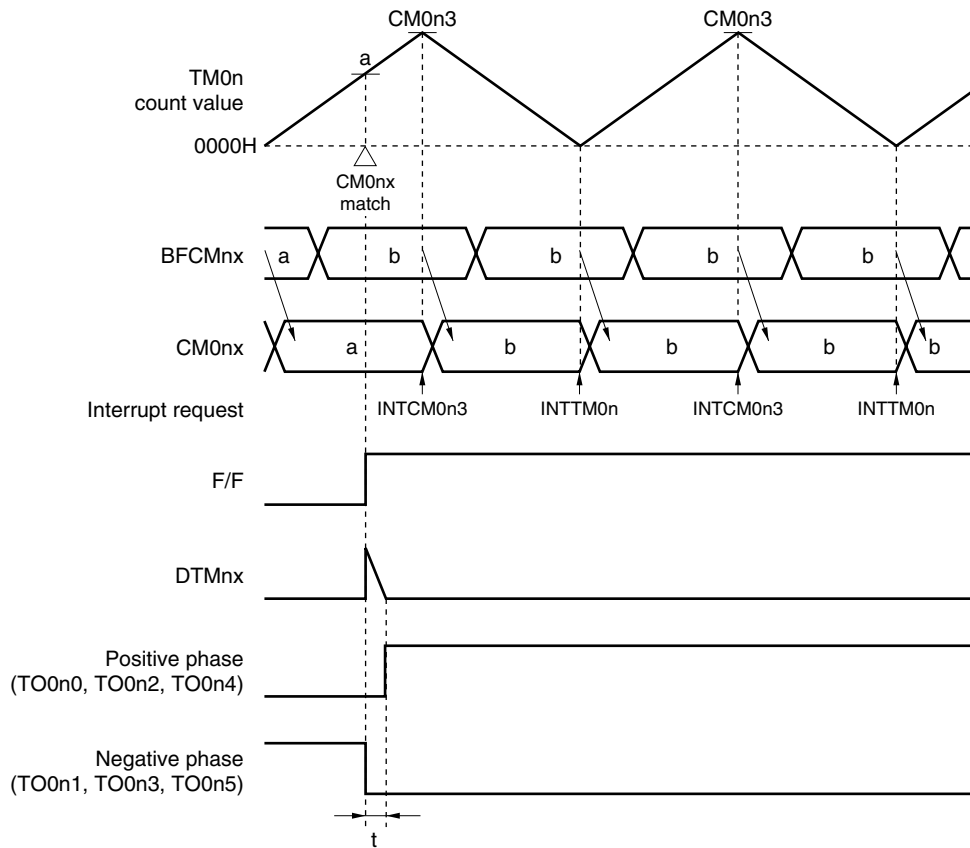 CM0n3 CM0n3
a
TM0n
count value
0000H
CM0nx
match
BFCMnx a b b b b
CM0nx a b b b b
Interrupt request INTCM0n3 INTTM0n INTCM0n3 INTTM0n
F/F
DTMnx
Positive phase
(TO0n0, TO0n2, TO0n4)
Negative phase
(TO0n1, TO0n3, TO0n5)
t